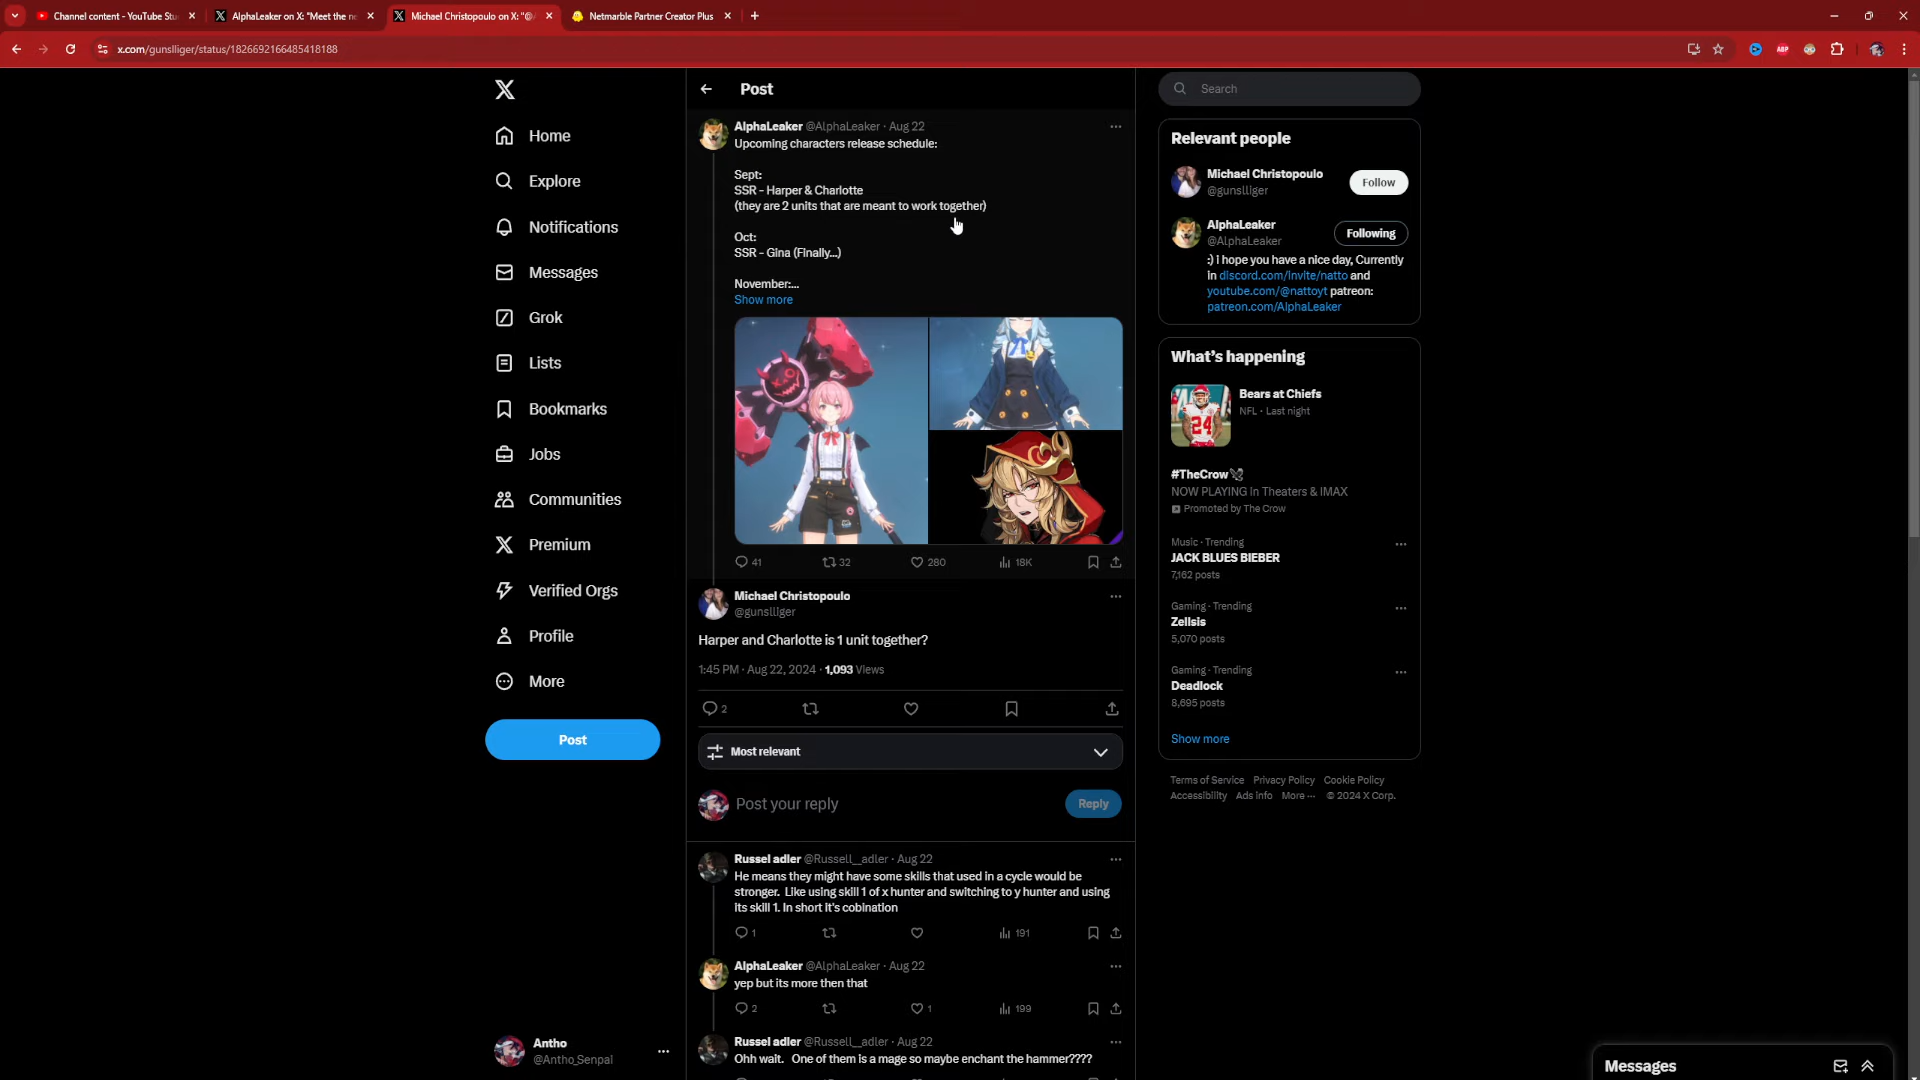 Channel content - YouTube Stu
AlphaLeaker on X: "Meet the ne
Michael Christopoulo on X: "@A
Netmarble Partner Creator Plus
x.com/gunslliger/status/1826692166485418188
ABP
Home
Explore
Notifications
Messages
Grok
Lists
Bookmarks
Jobs
Communities
Premium
Verified Orgs
Profile
More
Post
Antho
@Antho_Senpai
Post
AlphaLeaker @AlphaLeaker · Aug 22
Upcoming characters release schedule:
Sept:
SSR - Harper & Charlotte
(they are 2 units that are meant to work together)
Oct:
SSR - Gina (Finally...)
November:...
Show more
41
32
280
18K
Michael Christopoulo
@gunslliger
Harper and Charlotte is 1 unit together?
1:45 PM · Aug 22, 2024 · 1,093 Views
2
Most relevant
Post your reply
Reply
Russel adler @Russell_adler · Aug 22
He means they might have some skills that used in a cycle would be
stronger. Like using skill 1 of x hunter and switching to y hunter and using
its skill 1. In short it's cobination
1
191
AlphaLeaker @AlphaLeaker · Aug 22
yep but its more then that
2
1
199
Russel adler @Russell_adler · Aug 22
Ohh wait. One of them is a mage so maybe enchant the hammer????
Search
Relevant people
Michael Christopoulo
@gunslliger
Follow
AlphaLeaker
@AlphaLeaker
Following
:) i hope you have a nice day, Currently
in discord.com/invite/natto and
youtube.com/@nattoyt patreon:
patreon.com/AlphaLeaker
What's happening
Bears at Chiefs
NFL · Last night
#TheCrow
NOW PLAYING in Theaters & IMAX
Promoted by The Crow
Music · Trending
JACK BLUES BIEBER
7,162 posts
Gaming · Trending
Zellsis
5,070 posts
Gaming · Trending
Deadlock
8,695 posts
Show more
Terms of Service Privacy Policy Cookie Policy
Accessibility Ads info More ··· © 2024 X Corp.
Messages